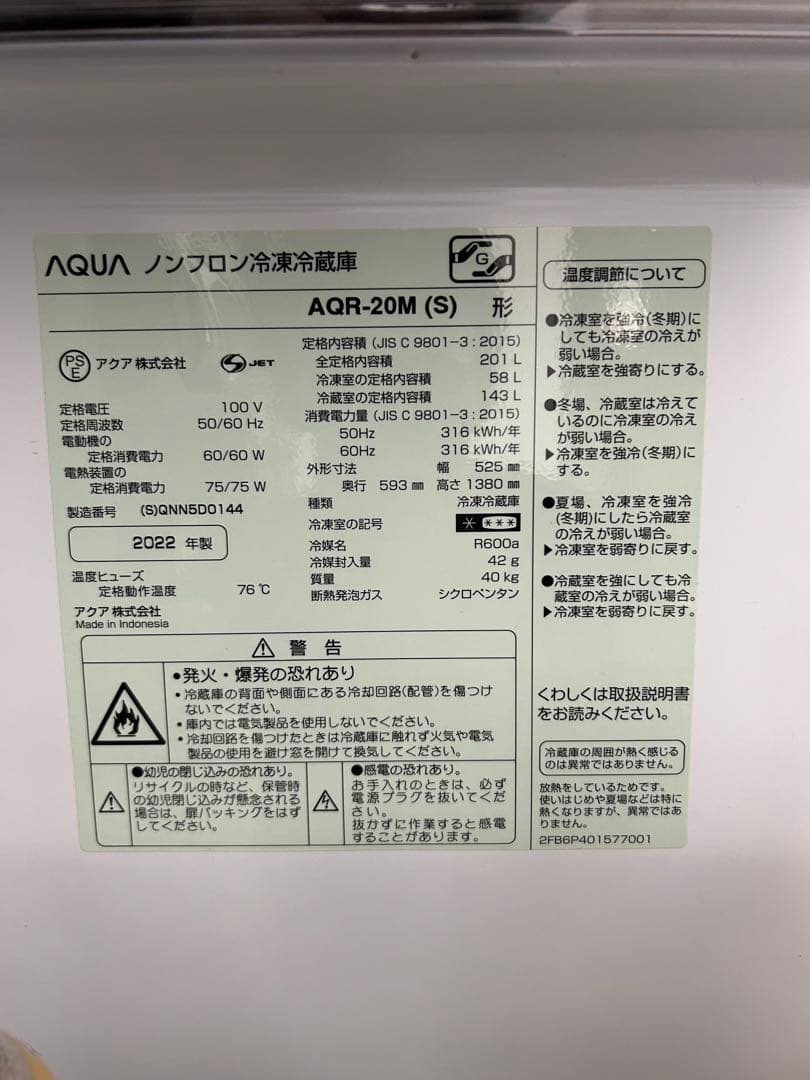 AQUA ノンフロン冷凍冷蔵庫
G
AQR-20M (S) 形
PS E アクア 株式会社 S JET
定格電圧 100 V
定格周波数 50/60 Hz
電動機の
定格消費電力 60/60 W
電熱装置の
定格消費電力 75/75 W
製造番号 (S)QNN5D0144
2022 年製
温度ヒューズ
定格動作温度 76 ℃
アクア 株式会社
Made in Indonesia
定格内容積 (JIS C 9801-3 : 2015)
全定格内容積 201 L
冷凍室の定格内容積 58 L
冷蔵室の定格内容積 143 L
消費電力量 (JIS C 9801-3 : 2015)
50Hz 316 kWh/年
60Hz 316 kWh/年
外形寸法 幅 525 ㎜
奥行 593 ㎜ 高さ 1380 ㎜
種類 冷凍冷蔵庫
冷凍室の記号 * ***
冷媒名 R600a
冷媒封入量 42 g
質量 40 kg
断熱発泡ガス シクロペンタン
⚠ 警 告
●発火・爆発の恐れあり
・冷蔵庫の背面や側面にある冷却回路(配管)を傷つけ
ないでください。
・庫内では電気製品を使用しないでください。
・冷却回路を傷つけたときは冷蔵庫に触れず火気や電気
製品の使用を避け窓を開けて換気してください。
●幼児の閉じ込みの恐れあり。
リサイクルの時など、保管時
の幼児閉じ込みが懸念される
場合は、扉パッキングをはず
してください。
●感電の恐れあり。
お手入れのときは、必ず
電源プラグを抜いてくだ
さい。
抜かずに作業すると感電
することがあります。
温度調節について
●冷凍室を強冷(冬期)に
しても冷凍室の冷えが
弱い場合。
▶冷蔵室を強寄りにする。
●冬場、冷蔵室は冷えて
いるのに冷凍室の冷え
が弱い場合。
▶冷凍室を強冷(冬期)に
する。
●夏場、冷凍室を強冷
(冬期)にしたら冷蔵室
の冷えが弱い場合。
▶冷凍室を弱寄りに戻す。
●冷蔵室を強にしても冷
蔵室の冷えが弱い場合。
▶冷凍室を弱寄りに戻す。
くわしくは取扱説明書
をお読みください。
冷蔵庫の周囲が熱く感じる
のは異常ではありません。
放熱をしているためです。
使いはじめや夏場などは特に
熱くなりますが、異常ではあ
りません。
2FB6P401577001